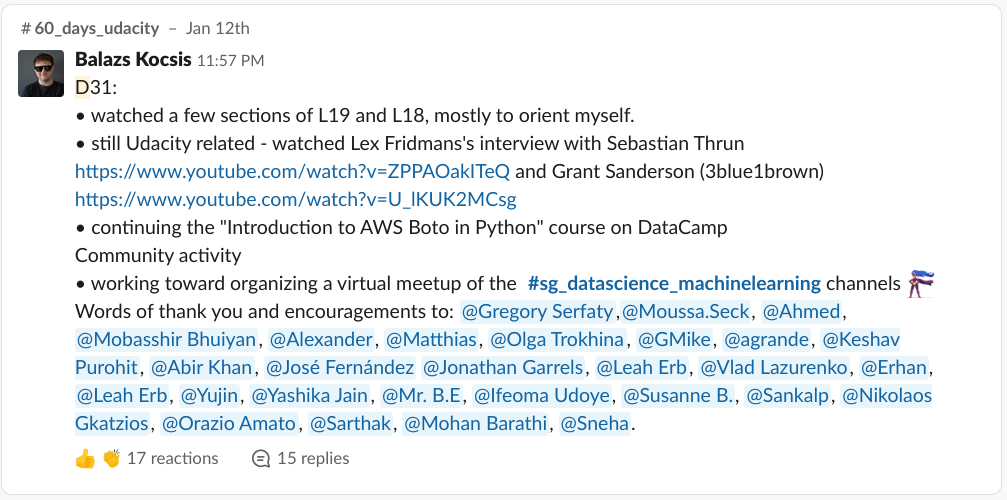 # 60_days_udacity – Jan 12th
Balazs Kocsis 11:57 PM
D31:
• watched a few sections of L19 and L18, mostly to orient myself.
• still Udacity related - watched Lex Fridmans's interview with Sebastian Thrun
https://www.youtube.com/watch?v=ZPPAOakITeQ and Grant Sanderson (3blue1brown)
https://www.youtube.com/watch?v=U_lKUK2MCsg
• continuing the "Introduction to AWS Boto in Python" course on DataCamp
Community activity
• working toward organizing a virtual meetup of the #sg_datascience_machinelearning channels
Words of thank you and encouragements to: @Gregory Serfaty,@Moussa.Seck, @Ahmed,
@Mobasshir Bhuiyan, @Alexander, @Matthias, @Olga Trokhina, @GMike, @agrande, @Keshav
Purohit, @Abir Khan, @José Fernández @Jonathan Garrels, @Leah Erb, @Vlad Lazurenko, @Erhan,
@Leah Erb, @Yujin, @Yashika Jain, @Mr. B.E, @Ifeoma Udoye, @Susanne B., @Sankalp, @Nikolaos
Gkatzios, @Orazio Amato, @Sarthak, @Mohan Barathi, @Sneha.
17 reactions 15 replies